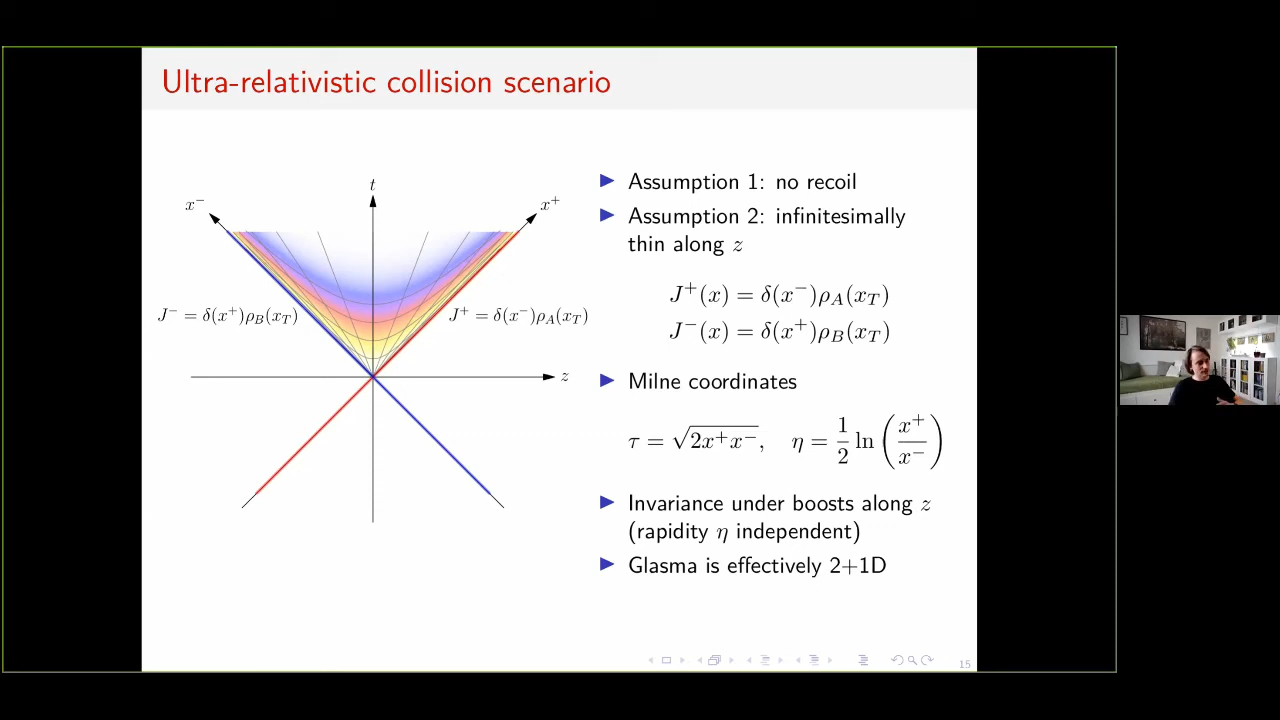 Ultra-relativistic collision scenario
t
x⁻
x⁺
J⁻ = δ(x⁺)ρ_B(x_T)
J⁺ = δ(x⁻)ρ_A(x_T)
z
Assumption 1: no recoil
Assumption 2: infinitesimally
thin along z
J⁺(x) = δ(x⁻)ρ_A(x_T)
J⁻(x) = δ(x⁺)ρ_B(x_T)
Milne coordinates
τ = √(2x⁺x⁻), η = 1/2 ln (x⁺/x⁻)
Invariance under boosts along z
(rapidity η independent)
Glasma is effectively 2+1D
15